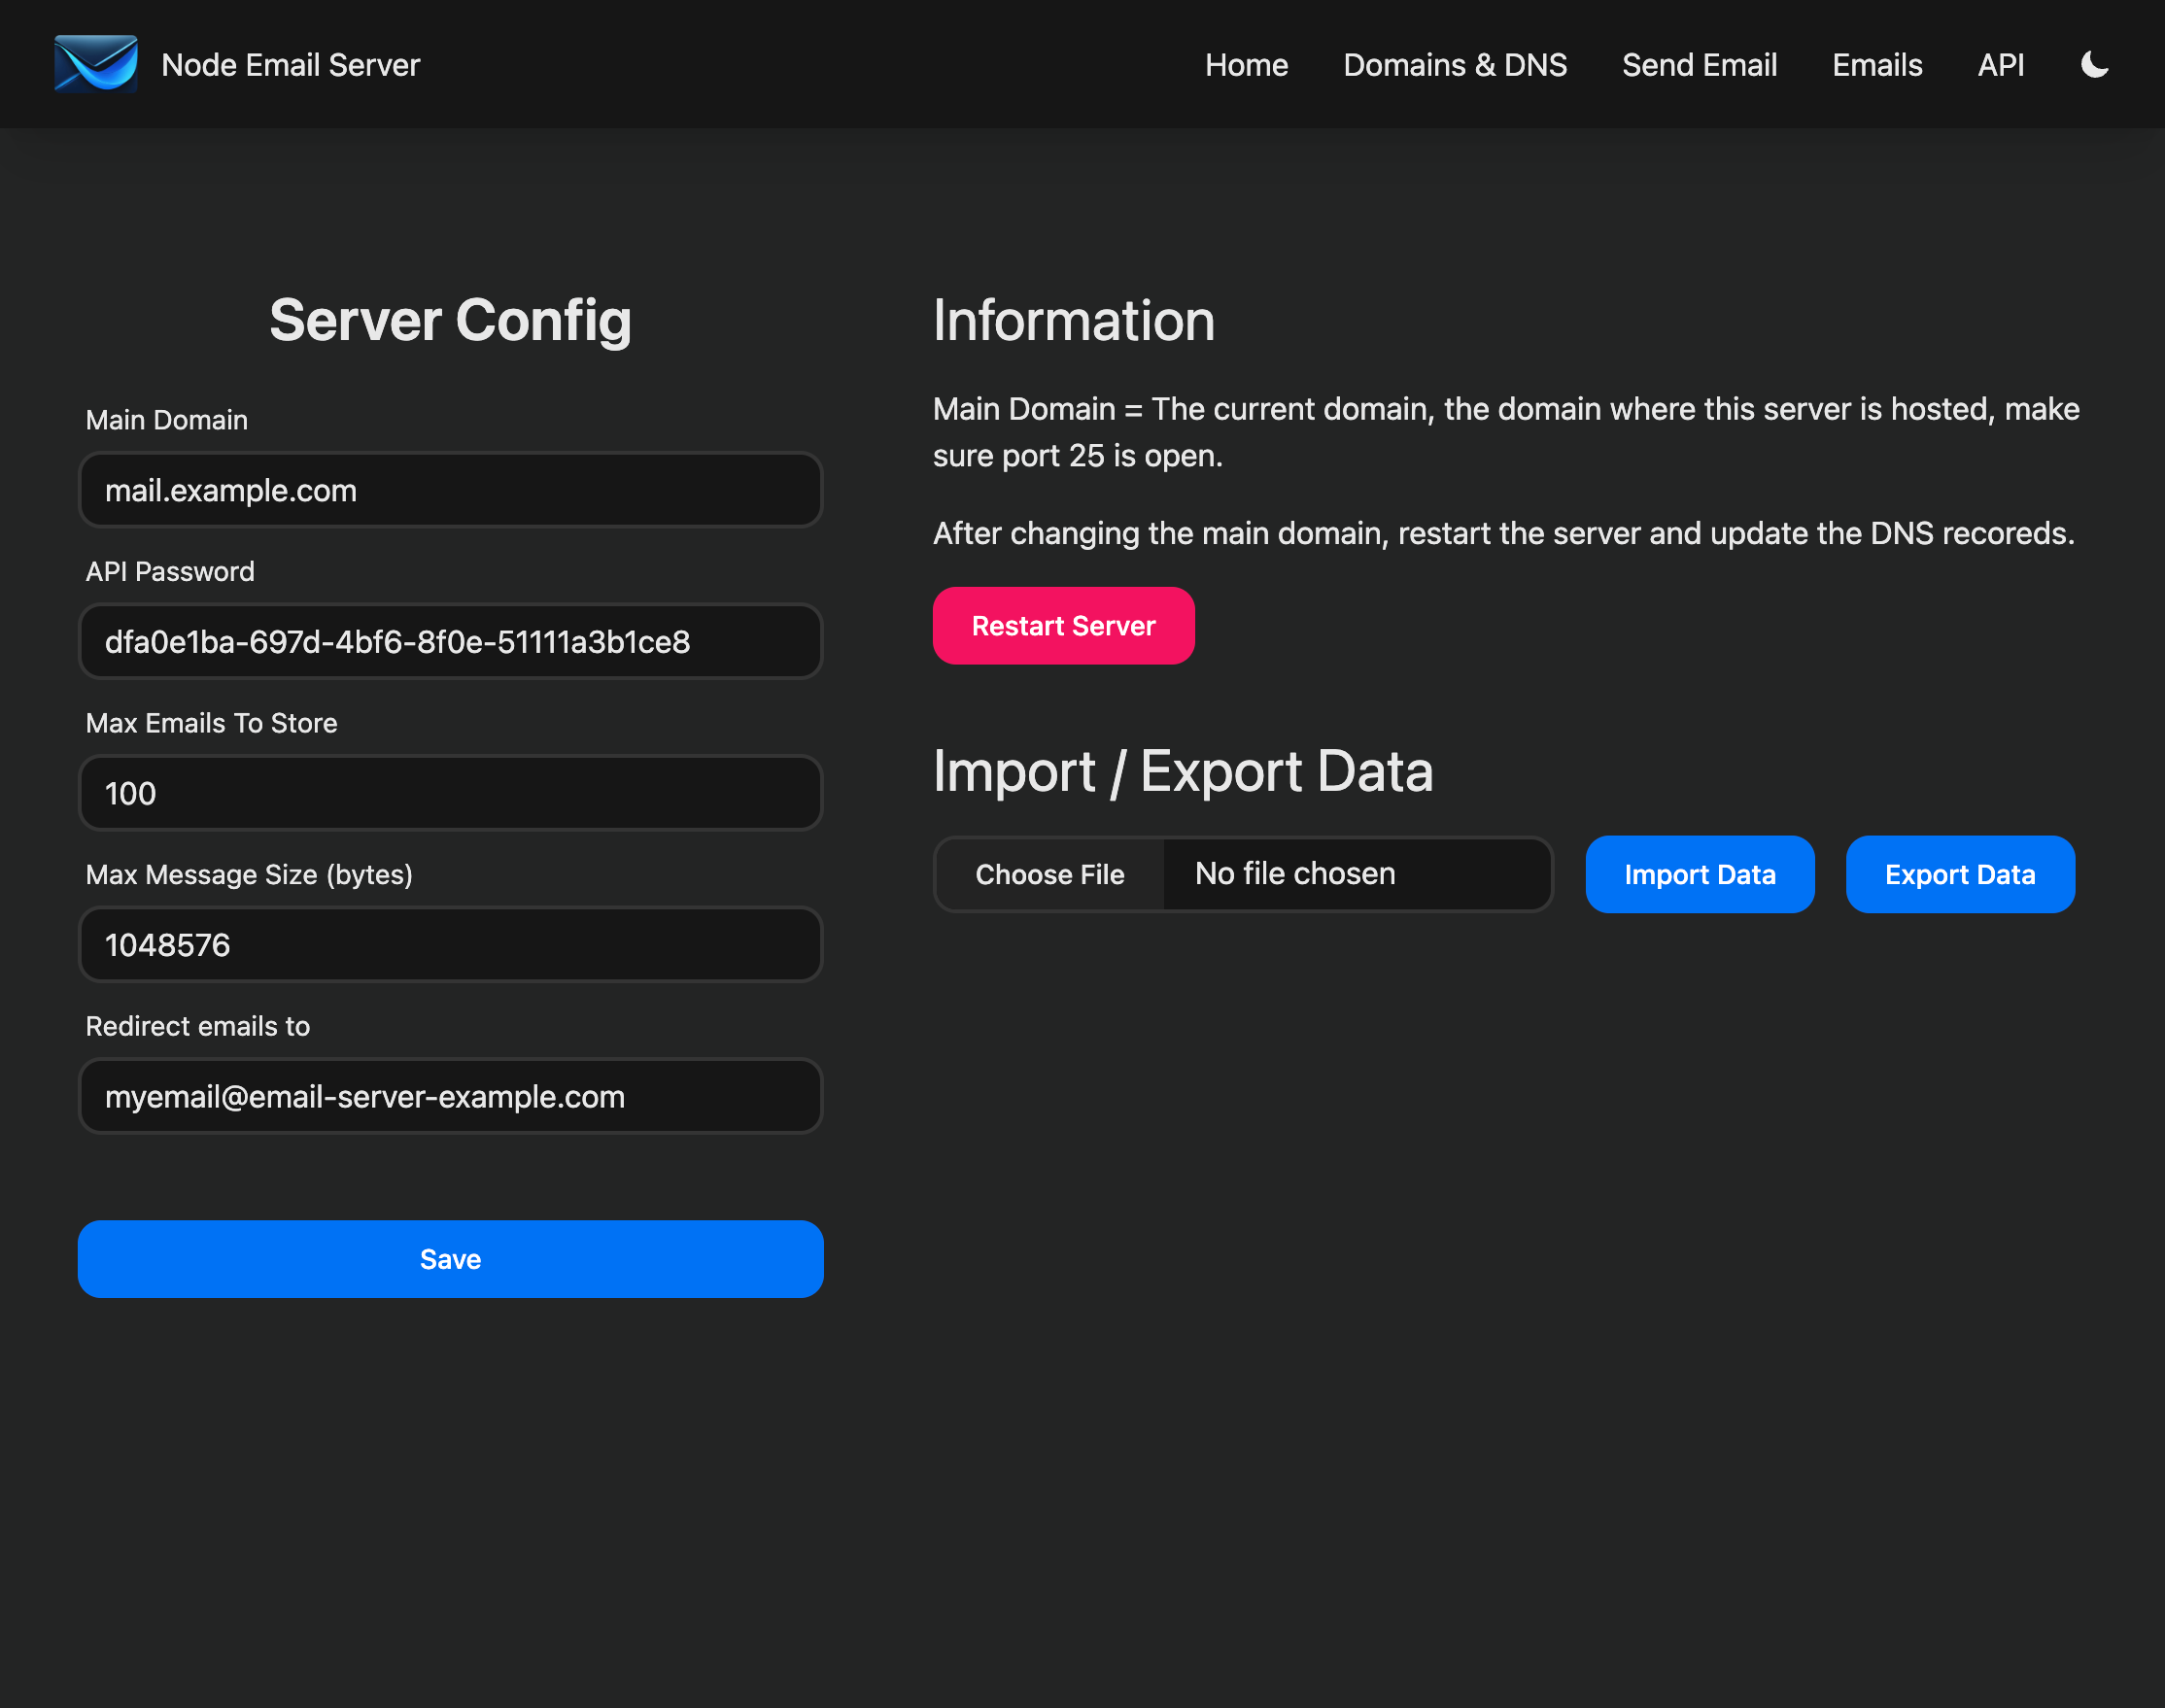 Node Email Server
Home
Domains & DNS
Send Email
Emails
API
Server Config
Main Domain
mail.example.com
API Password
dfa0e1ba-697d-4bf6-8f0e-51111a3b1ce8
Max Emails To Store
100
Max Message Size (bytes)
1048576
Redirect emails to
myemail@email-server-example.com
Save
Information
Main Domain = The current domain, the domain where this server is hosted, make
sure port 25 is open.
After changing the main domain, restart the server and update the DNS recoreds.
Restart Server
Import / Export Data
Choose File
No file chosen
Import Data
Export Data